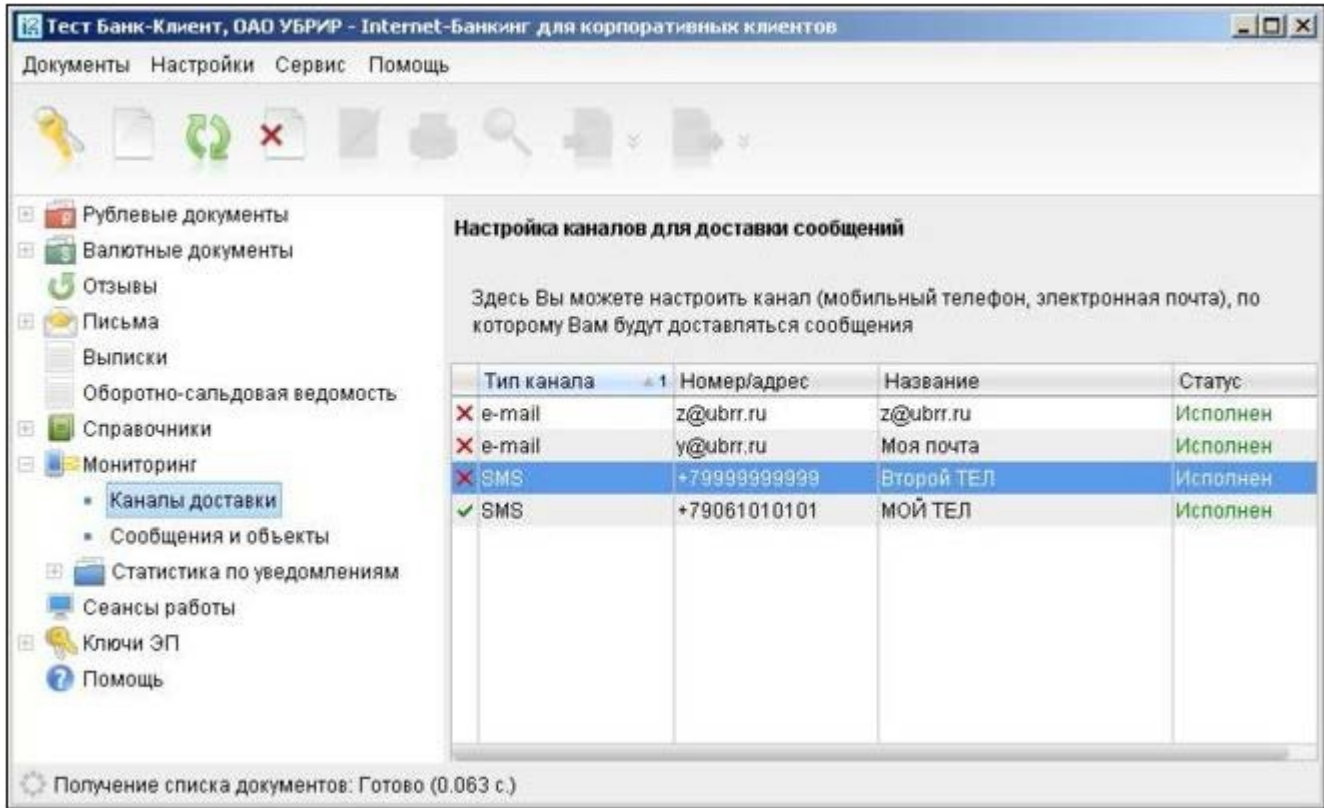 Тест Банк-Клиент, ОАО УБРИР - Internet-Банкинг для корпоративных клиентов
Документы Настройки Сервис Помощь
Рублевые документы
Валютные документы
Отзывы
Письма
Выписки
Оборотно-сальдовая ведомость
Справочники
Мониторинг
Каналы доставки
Сообщения и объекты
Статистика по уведомлениям
Сеансы работы
Ключи ЭП
Помощь
Настройка каналов для доставки сообщений
Здесь Вы можете настроить канал (мобильный телефон, электронная почта), по
которому Вам будут доставляться сообщения
Тип канала 1 Номер/адрес Название Статус
e-mail z@ubrr.ru z@ubrr.ru Исполнен
e-mail y@ubrr.ru Моя почта Исполнен
SMS +79999999999 Второй ТЕЛ Исполнен
SMS +79061010101 МОЙ ТЕЛ Исполнен
Получение списка документов: Готово (0.063 с.)